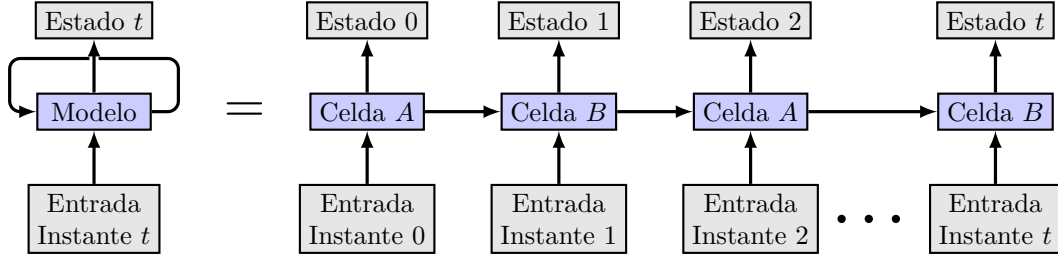 Estado t
Estado 0
Estado 1
Estado 2
Estado t
Modelo
=
Celda A
Celda B
Celda A
Celda B
Entrada
Instante t
Entrada
Instante 0
Entrada
Instante 1
Entrada
Instante 2
...
Entrada
Instante t